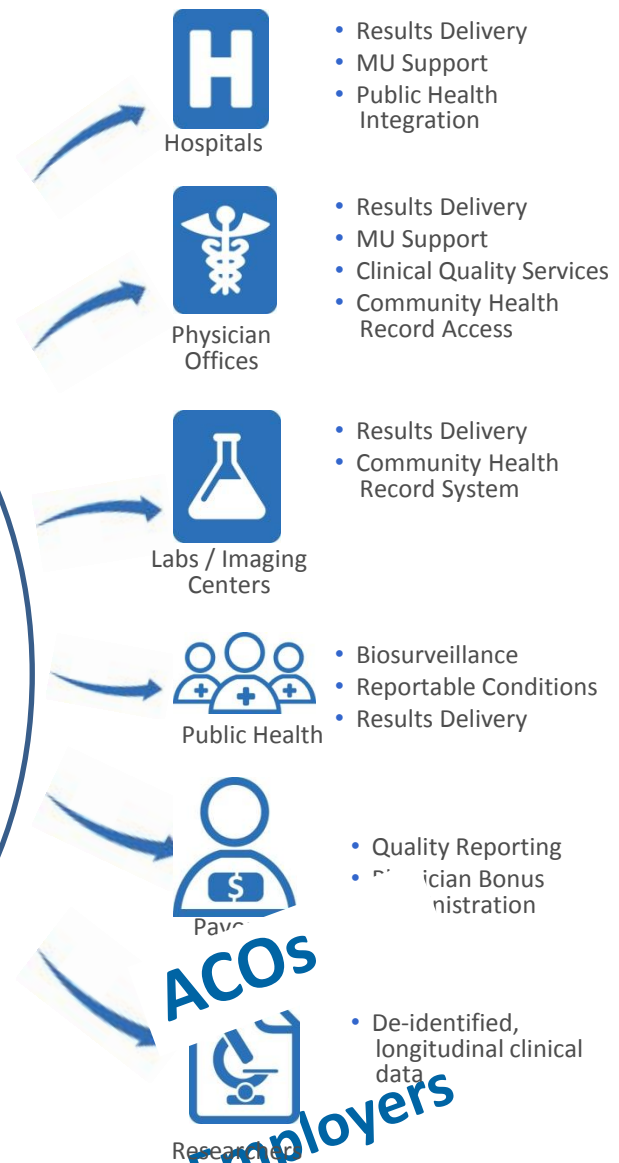 H
• Results Delivery
• MU Support
• Public Health
Integration
Hospitals
• Results Delivery
• MU Support
• Clinical Quality Services
• Community Health
Record Access
Physician
Offices
• Results Delivery
• Community Health
Record System
Labs / Imaging
Centers
• Biosurveillance
• Reportable Conditions
• Results Delivery
Public Health
$
• Quality Reporting
• Bonus
ACOs
• De-identified,
longitudinal clinical
data
Researchers